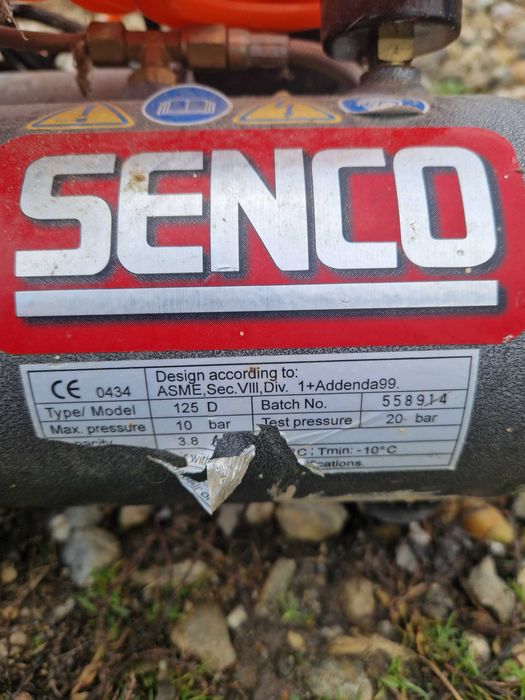 SENCO
CE 0434
Design according to:
ASME,Sec.VIII,Div. 1+Addenda99.
Type/ Model 125 D Batch No. 558914
Max. pressure 10 bar Test pressure 20 bar
3.8
; Tmin: -10°C